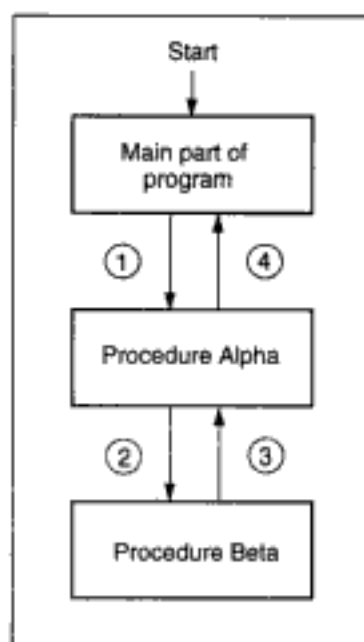 Start
Main part of
program
1
4
Procedure Alpha
2
3
Procedure Beta